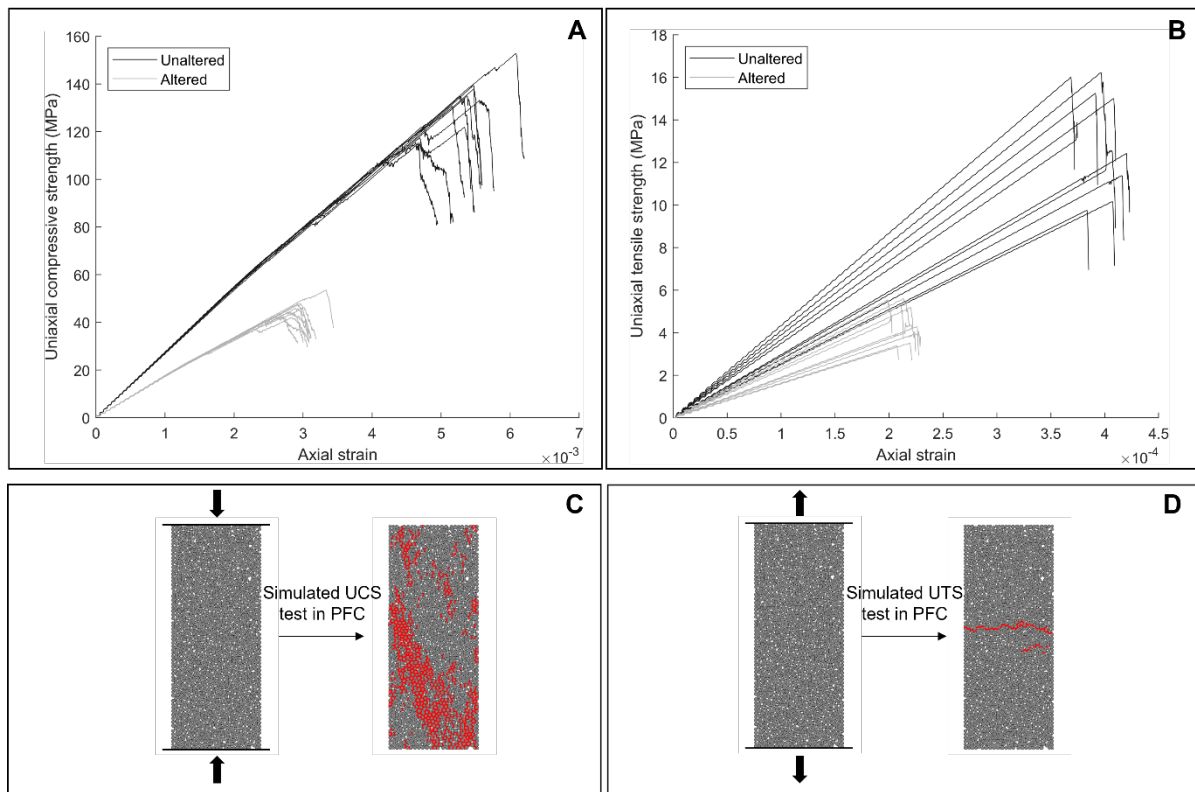 A
Uniaxial compressive strength (MPa)
160
140
120
100
80
60
40
20
0
Unaltered
Altered
0 1 2 3 4 5 6 7
Axial strain
×10⁻³
B
Uniaxial tensile strength (MPa)
18
16
14
12
10
8
6
4
2
0
Unaltered
Altered
0 0.5 1 1.5 2 2.5 3 3.5 4 4.5
Axial strain
×10⁻⁴
C
Simulated UCS
test in PFC
D
Simulated UTS
test in PFC